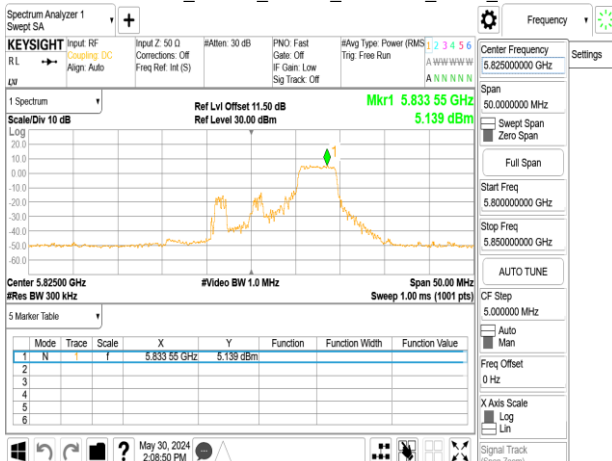 Spectrum Analyzer 1
Swept SA
+
Frequency
KEYSIGHT
Input: RF
Input Z: 50 Ω
#Atten: 30 dB
PNO: Fast
#Avg Type: Power (RMS
1 2 3 4 5 6
RL
Coupling: DC
Corrections: Off
Gate: Off
Trig: Free Run
A W W W W W
Align: Auto
Freq Ref: Int (S)
IF Gain: Low
Sig Track: Off
A N N N N N
LXI
Center Frequency
5.825000000 GHz
Settings
1 Spectrum
Ref Lvl Offset 11.50 dB
Mkr1 5.833 55 GHz
Scale/Div 10 dB
Ref Level 30.00 dBm
5.139 dBm
Log
20.0
10.0
0.00
-10.0
-20.0
-30.0
-40.0
-50.0
-60.0
1
Center 5.82500 GHz
#Video BW 1.0 MHz
Span 50.00 MHz
#Res BW 300 kHz
Sweep 1.00 ms (1001 pts)
Span
50.0000000 MHz
Swept Span
Zero Span
Full Span
Start Freq
5.800000000 GHz
Stop Freq
5.850000000 GHz
AUTO TUNE
CF Step
5.000000 MHz
Auto
Man
Freq Offset
0 Hz
X Axis Scale
Log
Lin
Signal Track
(Span Zoom)
5 Marker Table
Mode Trace Scale X Y Function Function Width Function Value
1 N 1 f 5.833 55 GHz 5.139 dBm
2
3
4
5
6
?
May 30, 2024
2:08:50 PM